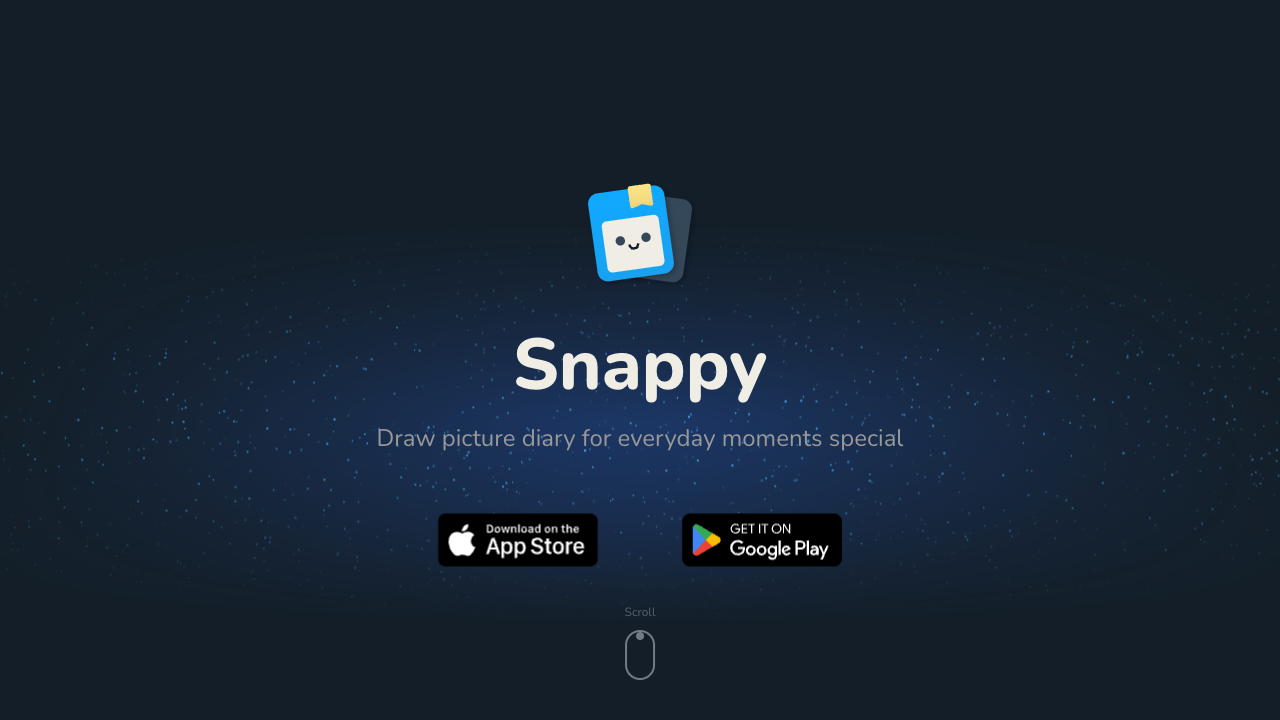 Snappy
Draw picture diary for everyday moments special
Download on the
App Store
GET IT ON
Google Play
Scroll